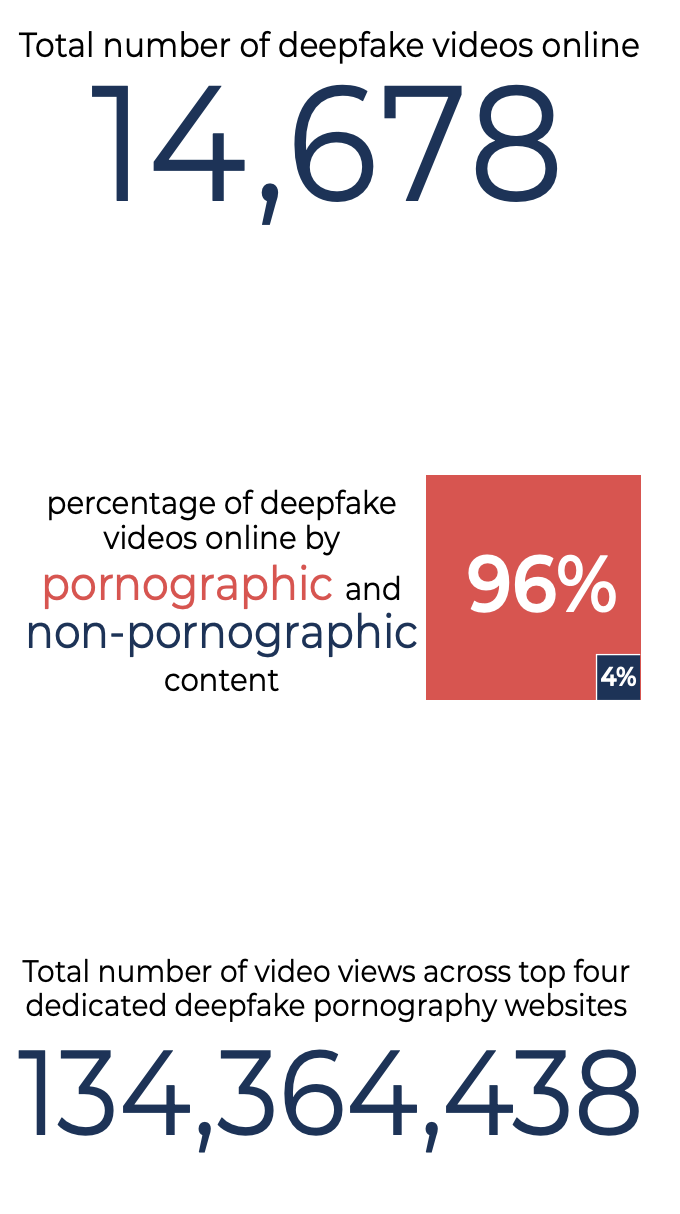 Total number of deepfake videos online
14,678
percentage of deepfake
videos online by
pornographic and
non-pornographic
content
96%
4%
Total number of video views across top four
dedicated deepfake pornography websites
134,364,438